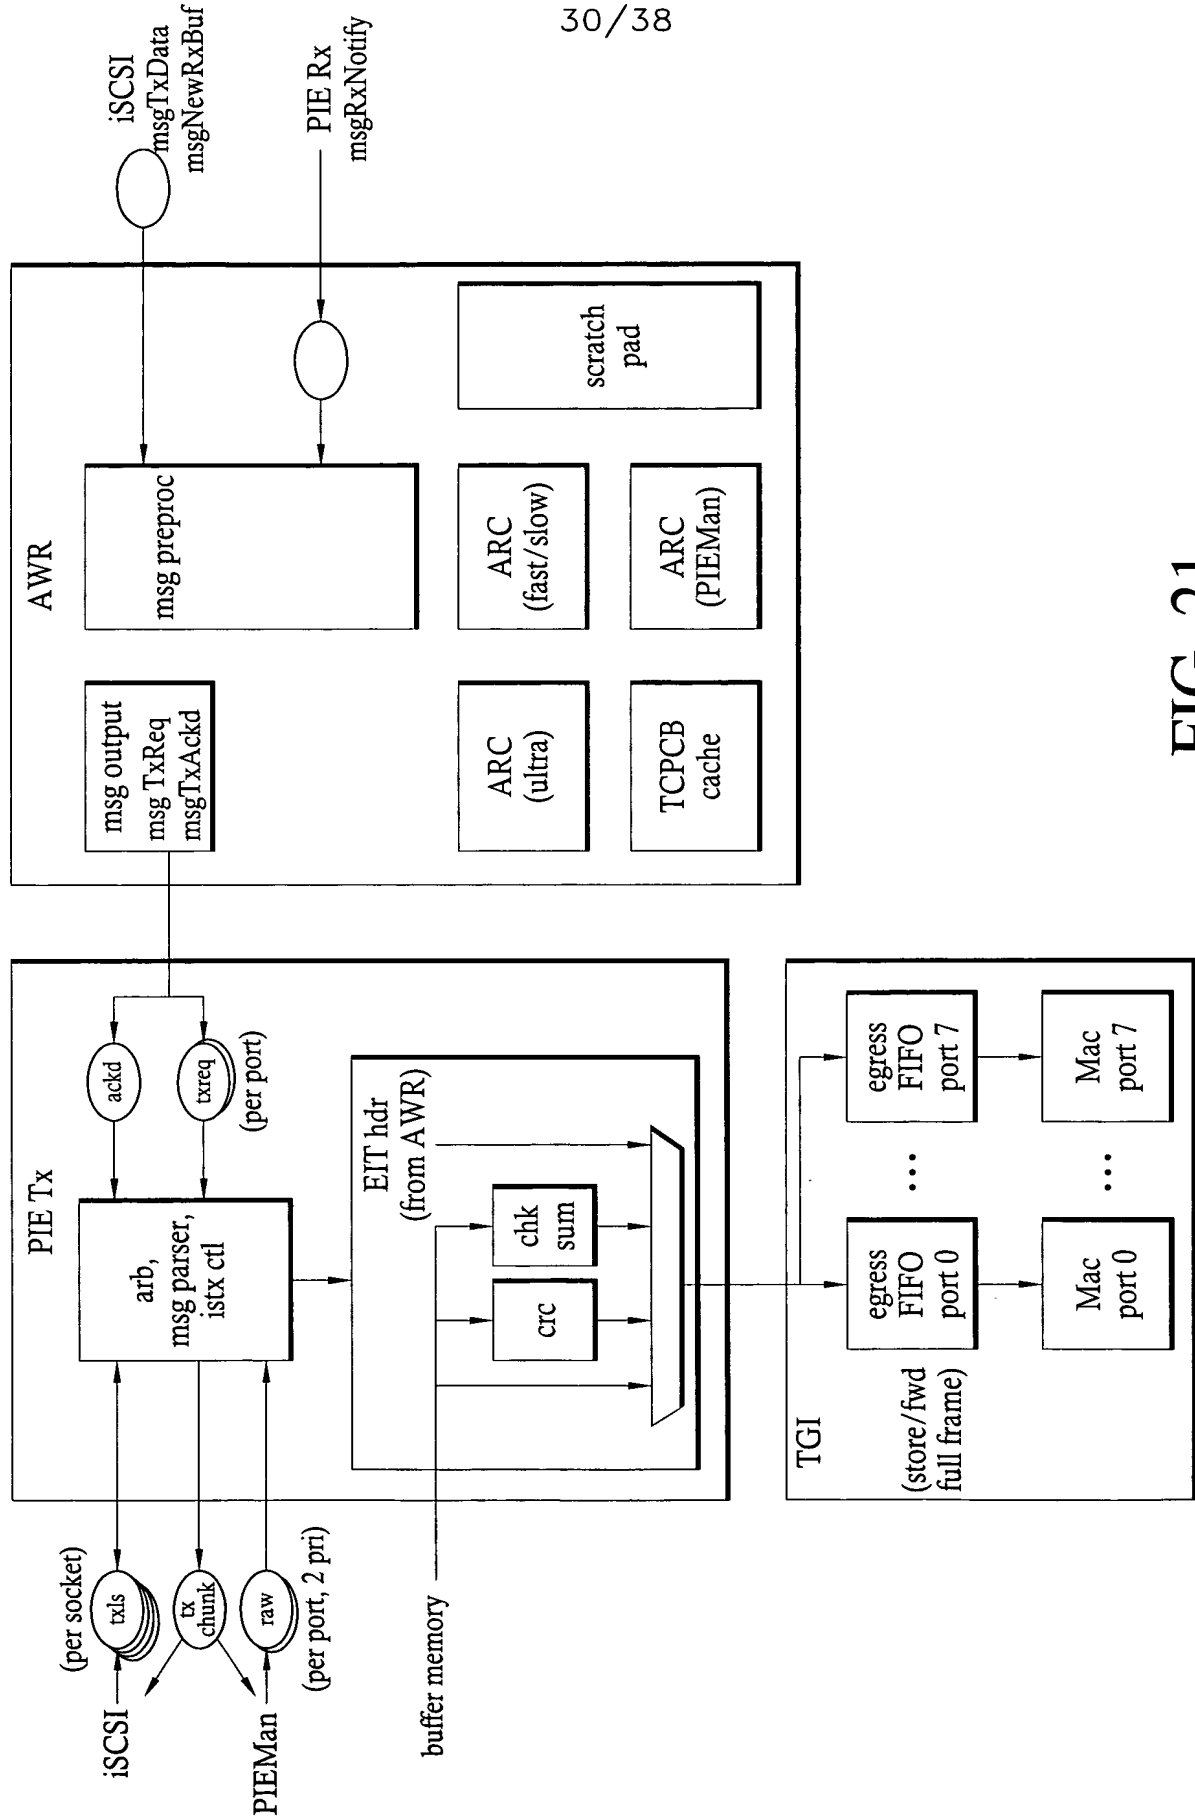 30/38
iSCSI
msgTxData
msgNewRxBuf
PIE Rx
msgRxNotify
AWR
msg preproc
msg output
msg TxReq
msgTxAckd
ARC
(fast/slow)
ARC
(PIEMan)
scratch
pad
ARC
(ultra)
TCPCB
cache
PIE Tx
ackd
txreq
(per port)
arb,
msg parser,
istx ctl
EIT hdr
(from AWR)
chk
sum
crc
(per socket)
txls
tx
chunk
raw
(per port, 2 pri)
iSCSI
PIEMan
buffer memory
TGI
(store/fwd
full frame)
egress
FIFO
port 0
...
egress
FIFO
port 7
Mac
port 0
...
Mac
port 7
FIG. 21